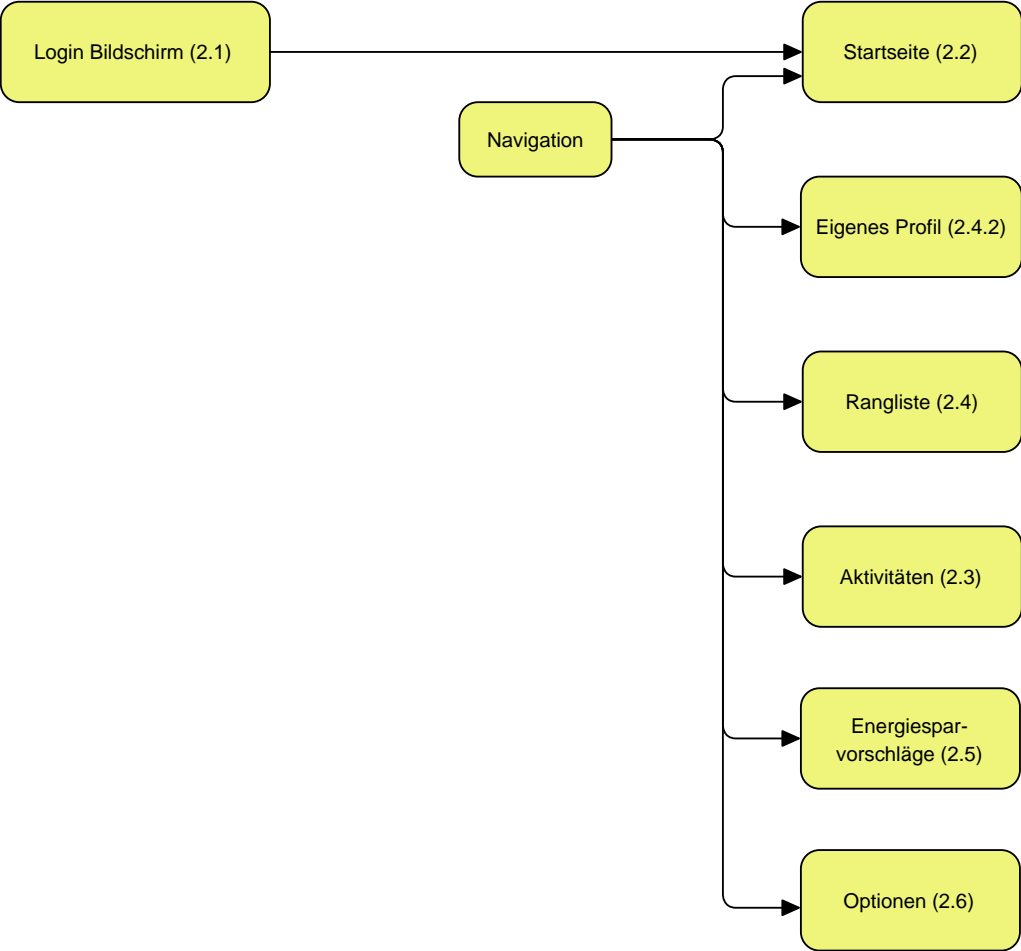 Login Bildschirm (2.1)
Startseite (2.2)
Navigation
Eigenes Profil (2.4.2)
Rangliste (2.4)
Aktivitäten (2.3)
Energiespar-
vorschläge (2.5)
Optionen (2.6)